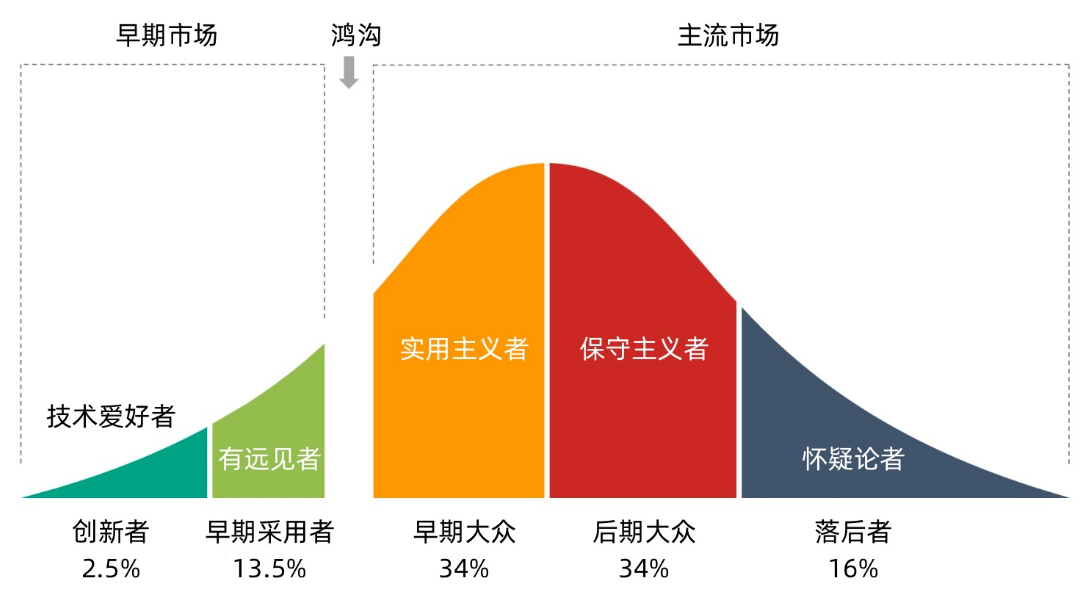 早期市场
鸿沟
主流市场
实用主义者
保守主义者
技术爱好者
有远见者
怀疑论者
创新者
早期采用者
早期大众
后期大众
落后者
2.5%
13.5%
34%
34%
16%